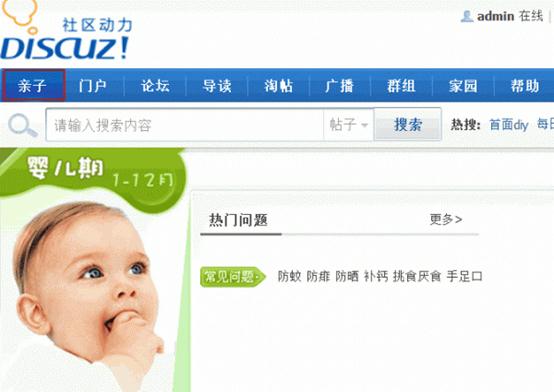 社区动力
DISCUZ!
admin 在线
亲子 门户 论坛 导读 淘帖 广播 群组 家园 帮助
请输入搜索内容 帖子 搜索 热搜: 首面diy 每日
婴儿期
1-12月
热门问题 更多>
常见问题 防蚊 防痱 防晒 补钙 挑食厌食 手足口